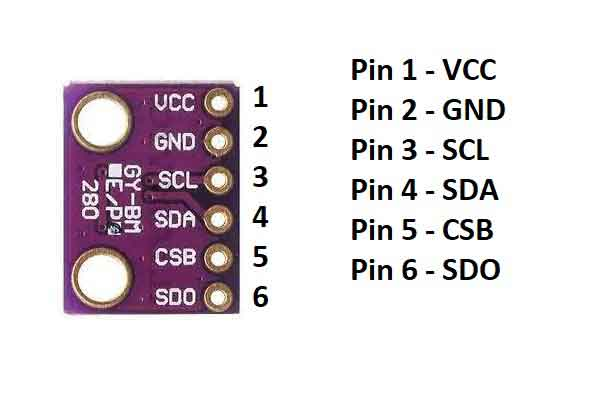 VCC 1
GND 2
SCL 3
SDA 4
CSB 5
SDO 6
GY-BM
E/P
280
Pin 1 - VCC
Pin 2 - GND
Pin 3 - SCL
Pin 4 - SDA
Pin 5 - CSB
Pin 6 - SDO